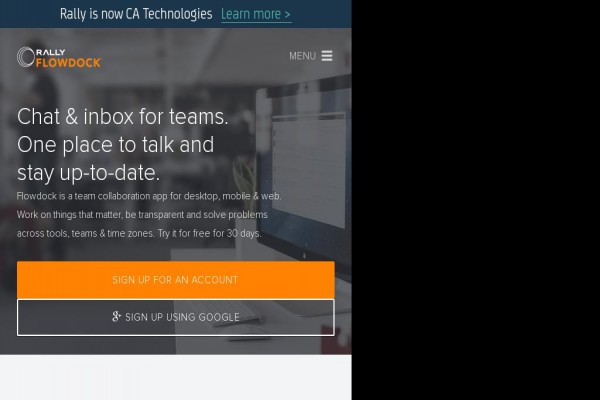 Rally is now CA Technologies Learn more >
RALLY
FLOWDOCK
MENU
Chat & inbox for teams.
One place to talk and
stay up-to-date.
Flowdock is a team collaboration app for desktop, mobile & web.
Work on things that matter, be transparent and solve problems
across tools, teams & time zones. Try it for free for 30 days.
SIGN UP FOR AN ACCOUNT
SIGN UP USING GOOGLE